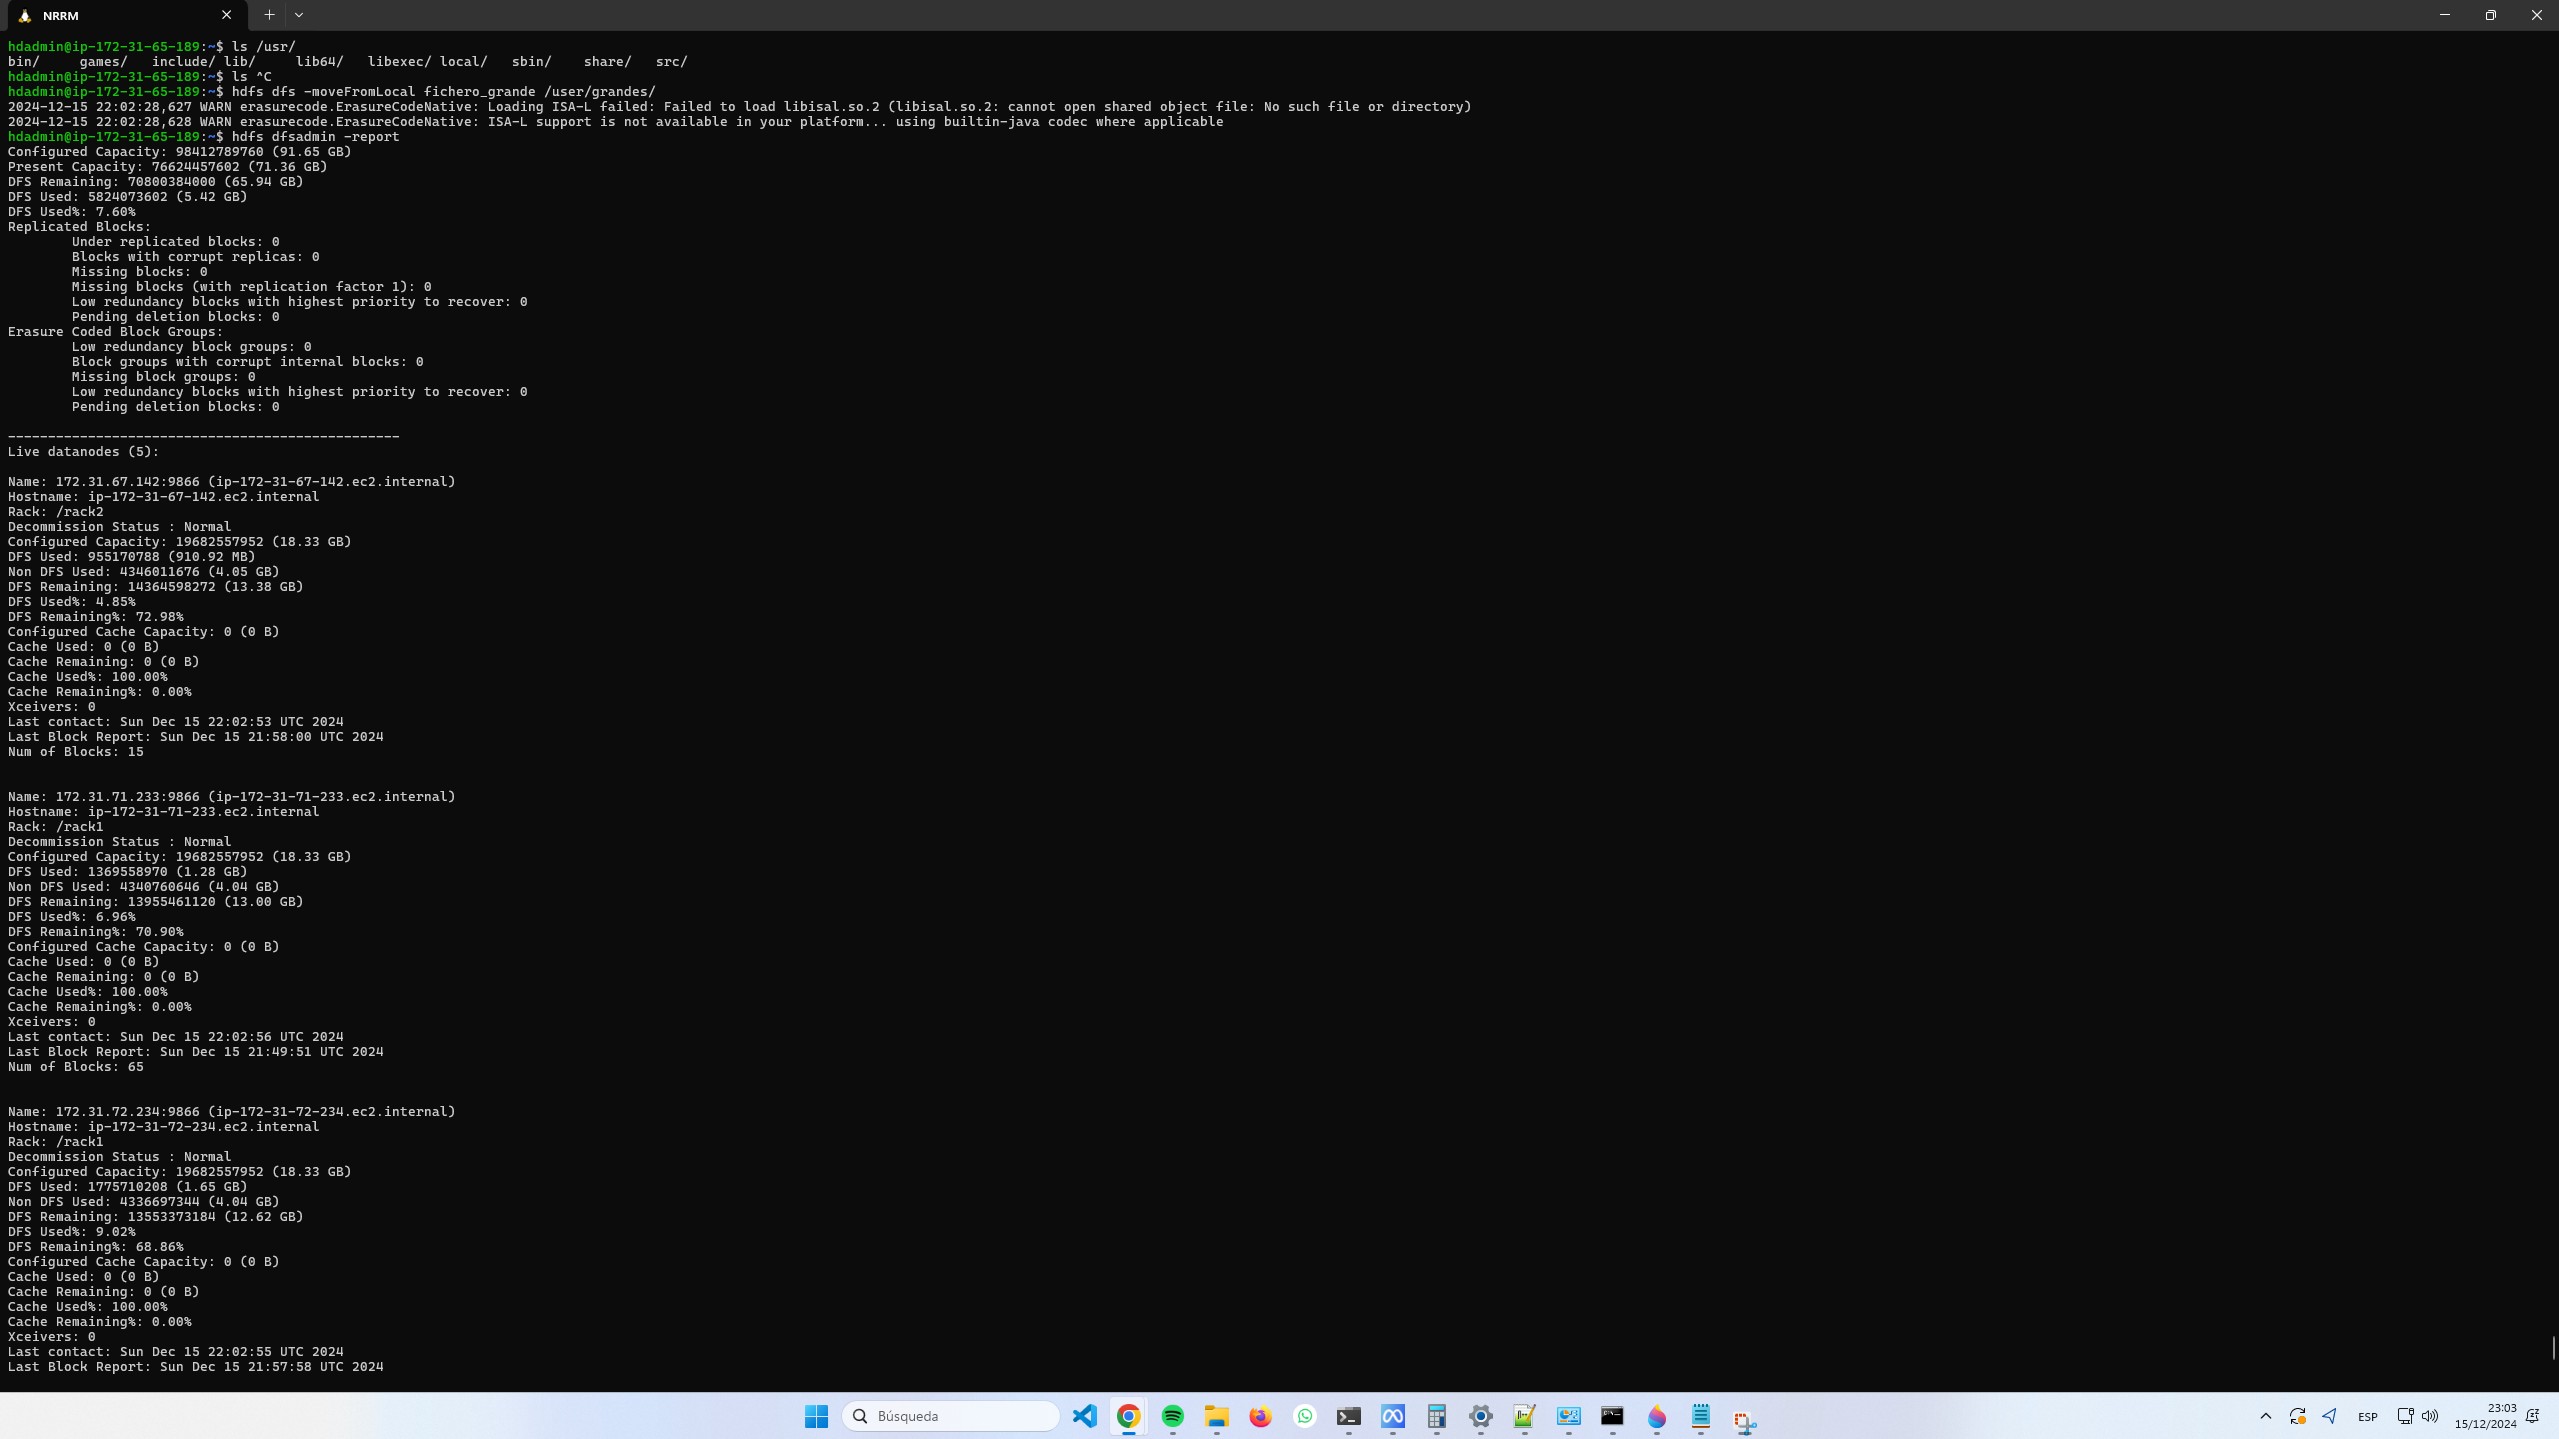 NRRM
hdadmin@ip-172-31-65-189:~$ ls /usr/
bin/     games/   include/ lib/     lib64/   libexec/ local/   sbin/    share/   src/
hdadmin@ip-172-31-65-189:~$ ls ^C
hdadmin@ip-172-31-65-189:~$ hdfs dfs -moveFromLocal fichero_grande /user/grandes/
2024-12-15 22:02:28,627 WARN erasurecode.ErasureCodeNative: Loading ISA-L failed: Failed to load libisal.so.2 (libisal.so.2: cannot open shared object file: No such file or directory)
2024-12-15 22:02:28,628 WARN erasurecode.ErasureCodeNative: ISA-L support is not available in your platform... using builtin-java codec where applicable
hdadmin@ip-172-31-65-189:~$ hdfs dfsadmin -report
Configured Capacity: 98412789760 (91.65 GB)
Present Capacity: 76624457602 (71.36 GB)
DFS Remaining: 70800384000 (65.94 GB)
DFS Used: 5824073602 (5.42 GB)
DFS Used%: 7.60%
Replicated Blocks:
        Under replicated blocks: 0
        Blocks with corrupt replicas: 0
        Missing blocks: 0
        Missing blocks (with replication factor 1): 0
        Low redundancy blocks with highest priority to recover: 0
        Pending deletion blocks: 0
Erasure Coded Block Groups:
        Low redundancy block groups: 0
        Block groups with corrupt internal blocks: 0
        Missing block groups: 0
        Low redundancy blocks with highest priority to recover: 0
        Pending deletion blocks: 0
-------------------------------------------------
Live datanodes (5):
Name: 172.31.67.142:9866 (ip-172-31-67-142.ec2.internal)
Hostname: ip-172-31-67-142.ec2.internal
Rack: /rack2
Decommission Status : Normal
Configured Capacity: 19682557952 (18.33 GB)
DFS Used: 955170788 (910.92 MB)
Non DFS Used: 4346011676 (4.05 GB)
DFS Remaining: 14364598272 (13.38 GB)
DFS Used%: 4.85%
DFS Remaining%: 72.98%
Configured Cache Capacity: 0 (0 B)
Cache Used: 0 (0 B)
Cache Remaining: 0 (0 B)
Cache Used%: 100.00%
Cache Remaining%: 0.00%
Xceivers: 0
Last contact: Sun Dec 15 22:02:53 UTC 2024
Last Block Report: Sun Dec 15 21:58:00 UTC 2024
Num of Blocks: 15
Name: 172.31.71.233:9866 (ip-172-31-71-233.ec2.internal)
Hostname: ip-172-31-71-233.ec2.internal
Rack: /rack1
Decommission Status : Normal
Configured Capacity: 19682557952 (18.33 GB)
DFS Used: 1369558970 (1.28 GB)
Non DFS Used: 4340760646 (4.04 GB)
DFS Remaining: 13955461120 (13.00 GB)
DFS Used%: 6.96%
DFS Remaining%: 70.90%
Configured Cache Capacity: 0 (0 B)
Cache Used: 0 (0 B)
Cache Remaining: 0 (0 B)
Cache Used%: 100.00%
Cache Remaining%: 0.00%
Xceivers: 0
Last contact: Sun Dec 15 22:02:56 UTC 2024
Last Block Report: Sun Dec 15 21:49:51 UTC 2024
Num of Blocks: 65
Name: 172.31.72.234:9866 (ip-172-31-72-234.ec2.internal)
Hostname: ip-172-31-72-234.ec2.internal
Rack: /rack1
Decommission Status : Normal
Configured Capacity: 19682557952 (18.33 GB)
DFS Used: 1775710208 (1.65 GB)
Non DFS Used: 4336697344 (4.04 GB)
DFS Remaining: 13553373184 (12.62 GB)
DFS Used%: 9.02%
DFS Remaining%: 68.86%
Configured Cache Capacity: 0 (0 B)
Cache Used: 0 (0 B)
Cache Remaining: 0 (0 B)
Cache Used%: 100.00%
Cache Remaining%: 0.00%
Xceivers: 0
Last contact: Sun Dec 15 22:02:55 UTC 2024
Last Block Report: Sun Dec 15 21:57:58 UTC 2024
Búsqueda
ESP
23:03
15/12/2024